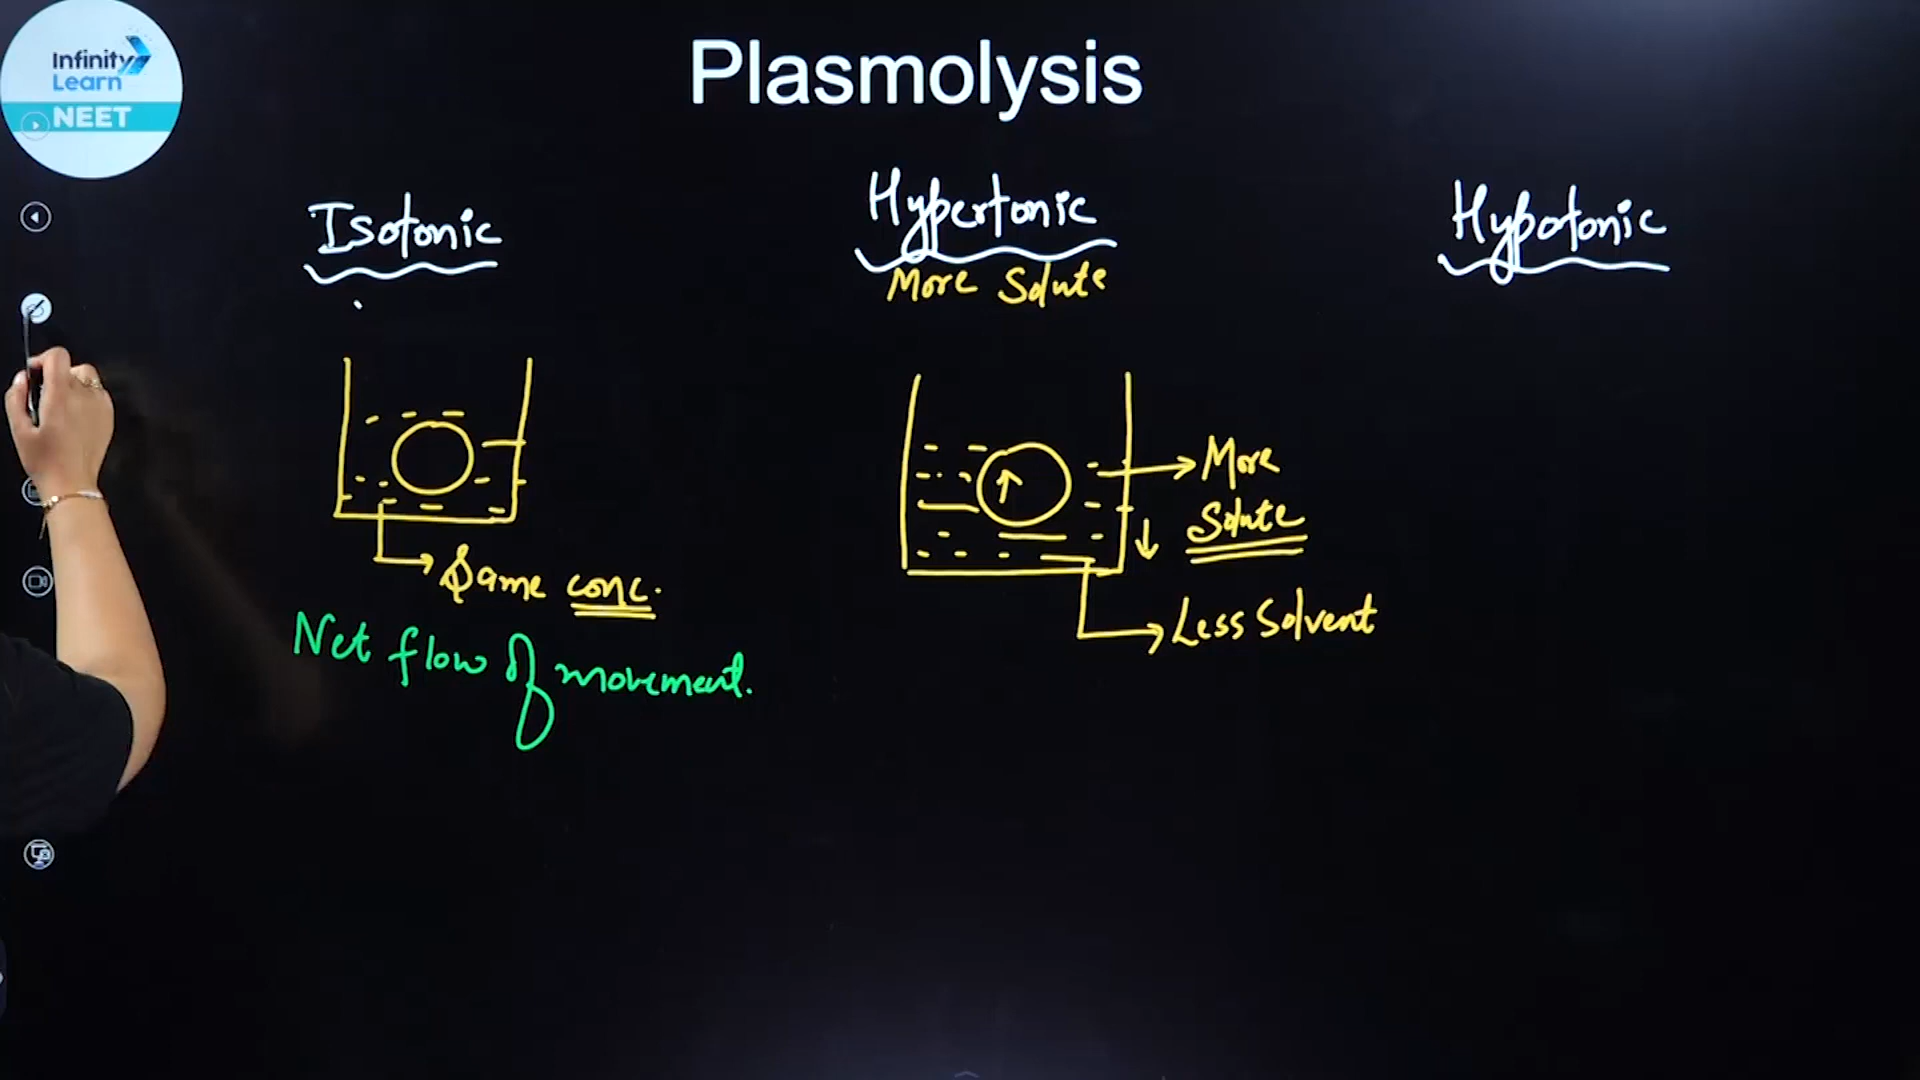 Infinity
Learn
NEET
Plasmolysis
Isotonic
Hypertonic
More Solute
Hypotonic
More
Solute
Same conc.
Less Solvent
Net flow of movement.